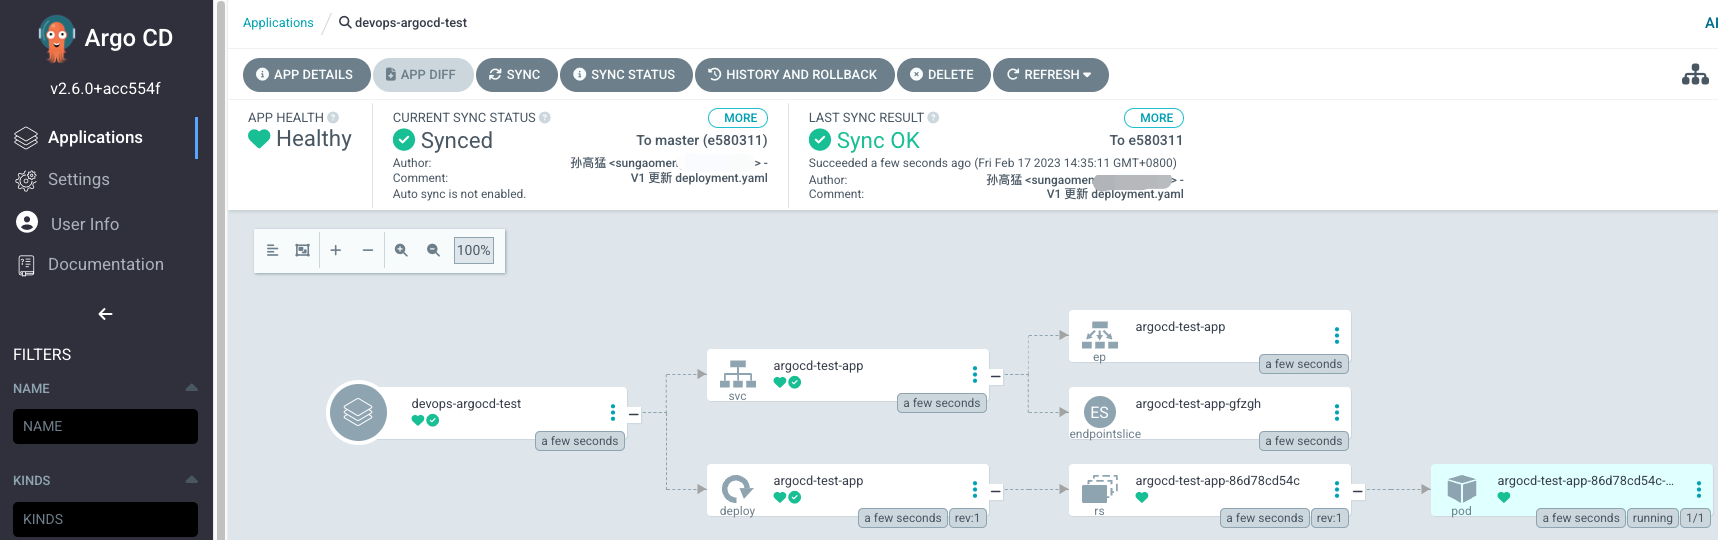 Argo CD
v2.6.0+acc554f
Applications
Settings
User Info
Documentation
FILTERS
NAME
NAME
KINDS
KINDS
Applications / devops-argocd-test
APP DETAILS APP DIFF SYNC SYNC STATUS HISTORY AND ROLLBACK DELETE REFRESH
APP HEALTH
Healthy
CURRENT SYNC STATUS MORE
Synced To master (e580311)
Author: 孙高猛 <sungaomer. > -
Comment: V1 更新 deployment.yaml
Auto sync is not enabled.
LAST SYNC RESULT MORE
Sync OK To e580311
Succeeded a few seconds ago (Fri Feb 17 2023 14:35:11 GMT+0800)
Author: 孙高猛 <sungaomen > -
Comment: V1 更新 deployment.yaml
100%
devops-argocd-test
a few seconds
argocd-test-app
svc
a few seconds
argocd-test-app
deploy
a few seconds rev:1
argocd-test-app
ep
a few seconds
ES
argocd-test-app-gfzgh
endpointslice
a few seconds
argocd-test-app-86d78cd54c
rs
a few seconds rev:1
argocd-test-app-86d78cd54c-...
pod
a few seconds running 1/1